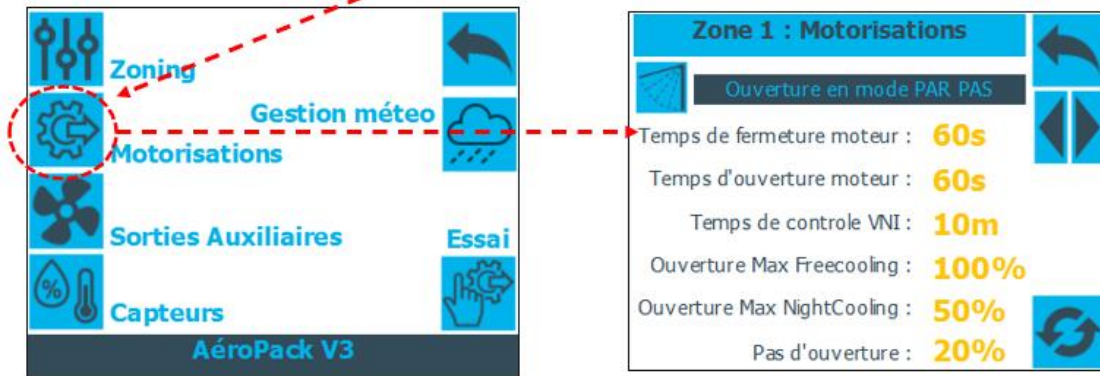 Zoning
Gestion méteo
Motorisations
Sorties Auxiliaires
Essai
%
Capteurs
AéroPack V3
Zone 1 : Motorisations
Ouverture en mode PAR PAS
Temps de fermeture moteur : 60s
Temps d'ouverture moteur : 60s
Temps de controle VNI : 10m
Ouverture Max Freecooling : 100%
Ouverture Max NightCooling : 50%
Pas d'ouverture : 20%